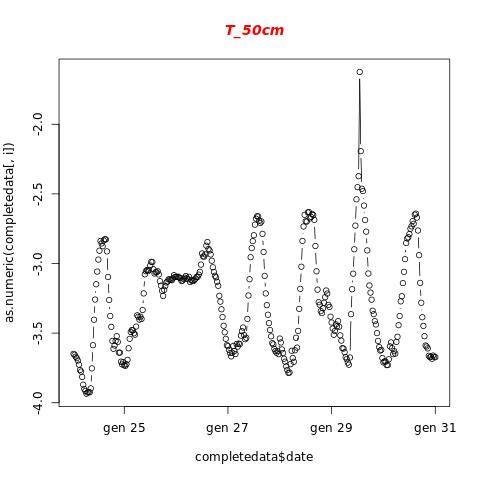 T_50cm
as.numeric(completedata[, i])
-2.0
-2.5
-3.0
-3.5
-4.0
gen 25
gen 27
gen 29
gen 31
completedata$date